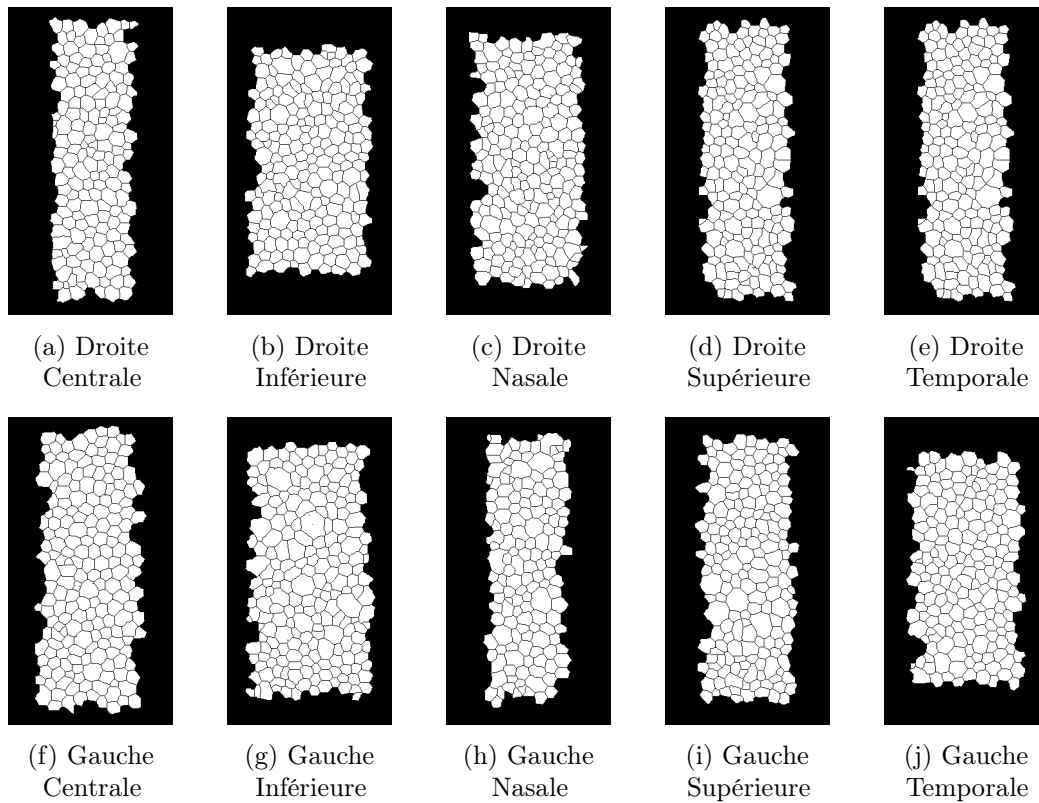 (a) Droite
Centrale
(b) Droite
Inférieure
(c) Droite
Nasale
(d) Droite
Supérieure
(e) Droite
Temporale
(f) Gauche
Centrale
(g) Gauche
Inférieure
(h) Gauche
Nasale
(i) Gauche
Supérieure
(j) Gauche
Temporale